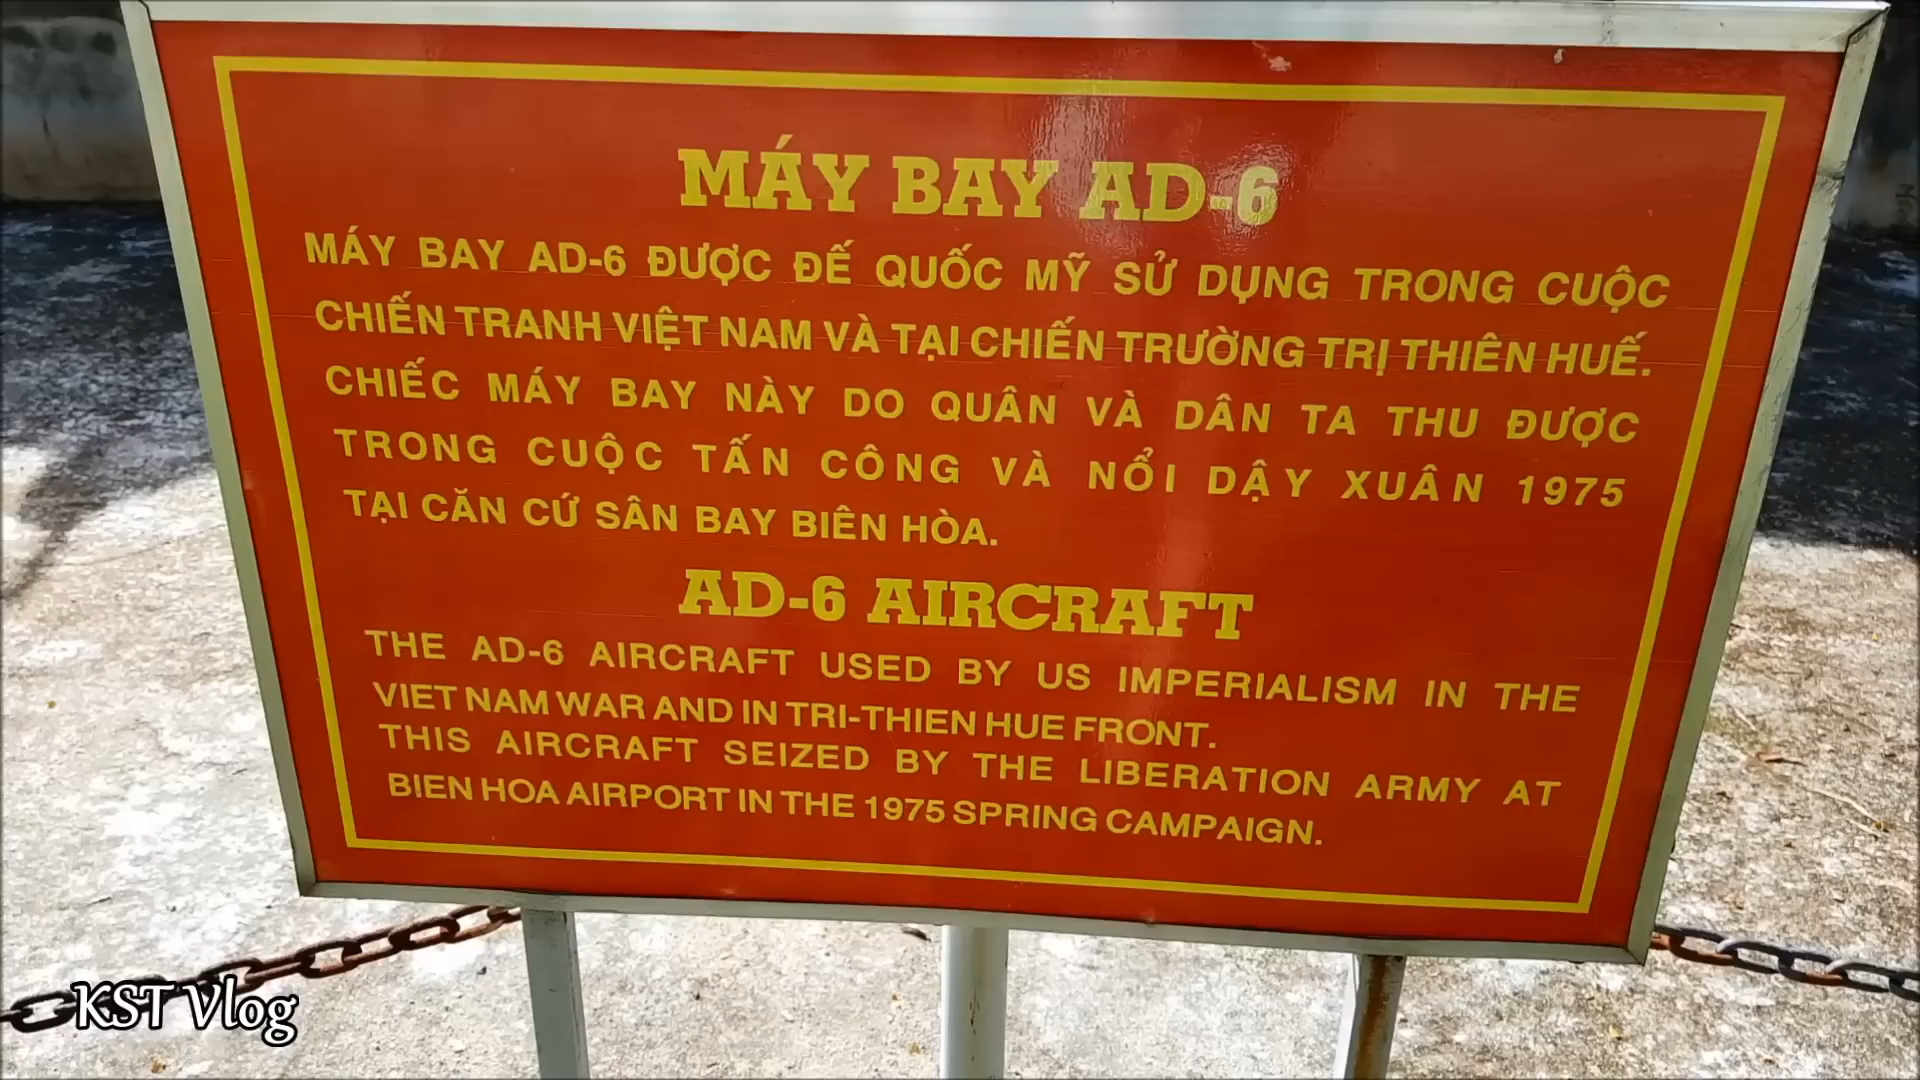 MÁY BAY AD-6
MÁY BAY AD-6 ĐƯỢC ĐẾ QUỐC MỸ SỬ DỤNG TRONG CUỘC
CHIẾN TRANH VIỆT NAM VÀ TẠI CHIẾN TRƯỜNG TRỊ THIÊN HUẾ.
CHIẾC MÁY BAY NÀY DO QUÂN VÀ DÂN TA THU ĐƯỢC
TRONG CUỘC TẤN CÔNG VÀ NỔI DẬY XUÂN 1975
TẠI CĂN CỨ SÂN BAY BIÊN HÒA.
AD-6 AIRCRAFT
THE AD-6 AIRCRAFT USED BY US IMPERIALISM IN THE
VIET NAM WAR AND IN TRI-THIEN HUE FRONT.
THIS AIRCRAFT SEIZED BY THE LIBERATION ARMY AT
BIEN HOA AIRPORT IN THE 1975 SPRING CAMPAIGN.
KST Vlog